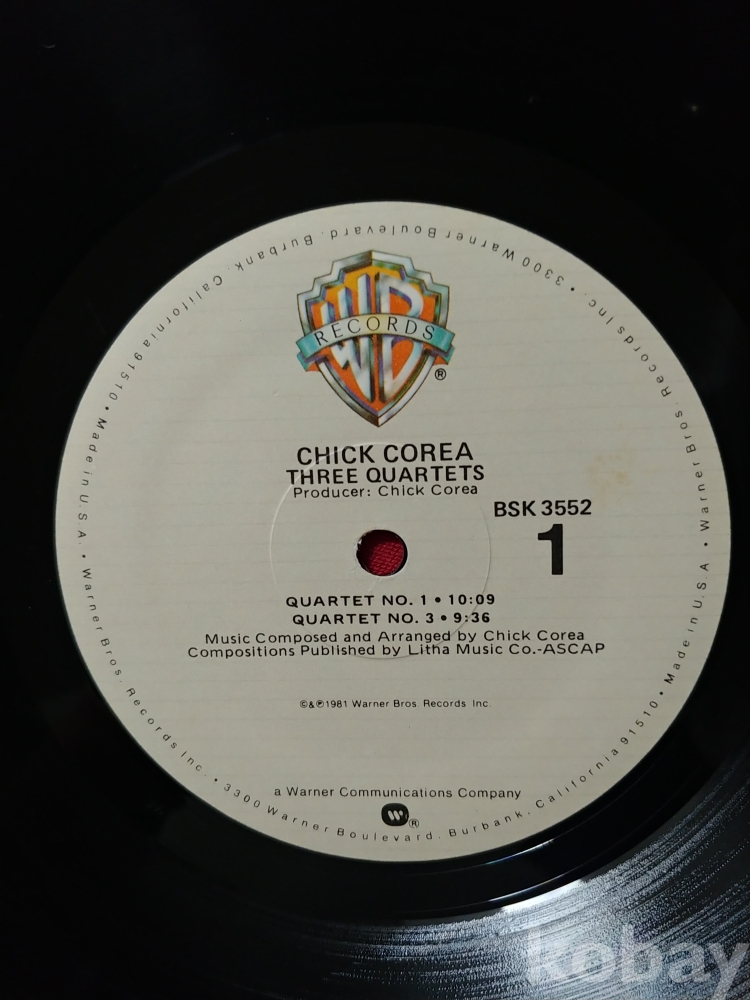 3300 Warner Boulevard, Burbank, California 91510 • Made in U.S.A. • Warner Bros. Records Inc. • 3300 Warner Boulevard, Burbank, California 91510 • Made in U.S.A. • Warner Bros. Records Inc. •
WB
RECORDS
®
CHICK COREA
THREE QUARTETS
Producer: Chick Corea
BSK 3552
1
QUARTET NO. 1 • 10:09
QUARTET NO. 3 • 9:36
Music Composed and Arranged by Chick Corea
Compositions Published by Litha Music Co.-ASCAP
©&℗1981 Warner Bros. Records Inc.
a Warner Communications Company
®
kobay